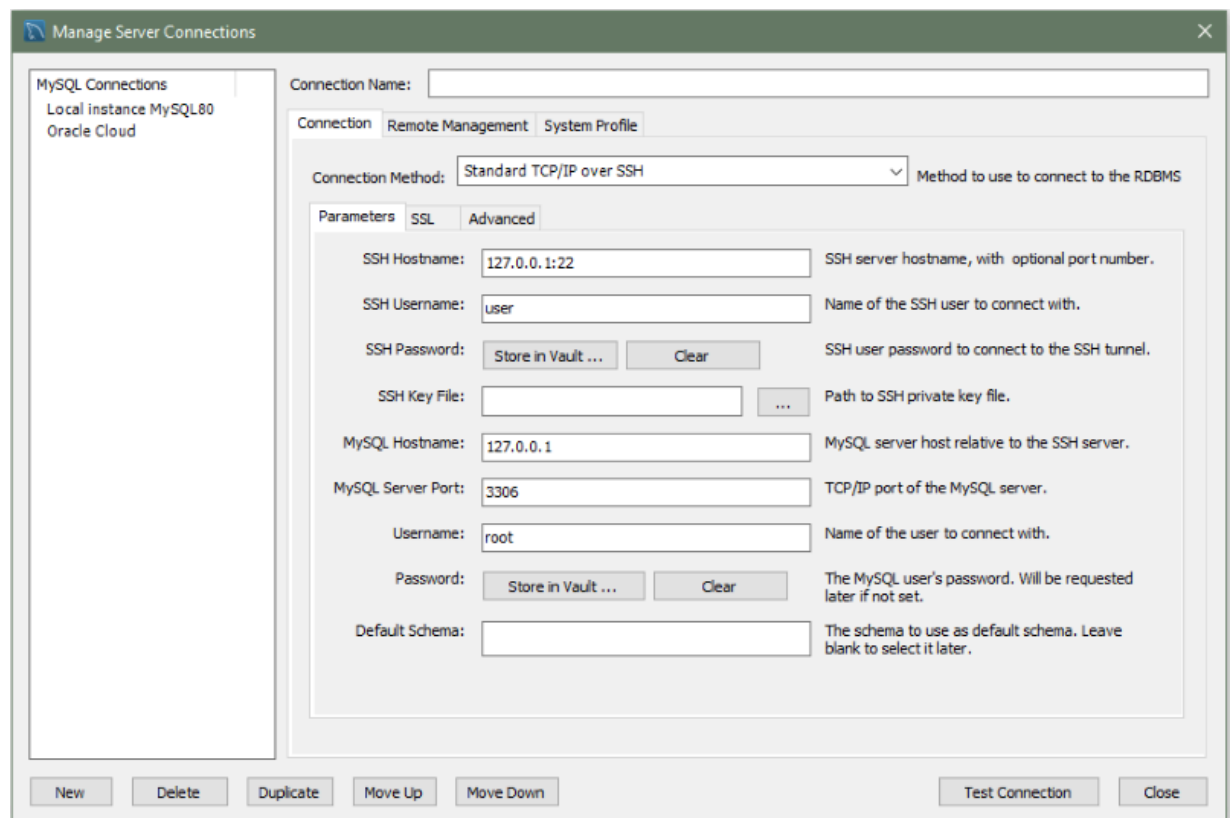 Manage Server Connections
MySQL Connections
Local instance MySQL80
Oracle Cloud
Connection Name:
Connection
Remote Management
System Profile
Connection Method:
Standard TCP/IP over SSH
Method to use to connect to the RDBMS
Parameters
SSL
Advanced
SSH Hostname:
127.0.0.1:22
SSH server hostname, with  optional port number.
SSH Username:
user
Name of the SSH user to connect with.
SSH Password:
Store in Vault ...
Clear
SSH user password to connect to the SSH tunnel.
SSH Key File:
...
Path to SSH private key file.
MySQL Hostname:
127.0.0.1
MySQL server host relative to the SSH server.
MySQL Server Port:
3306
TCP/IP port of the MySQL server.
Username:
root
Name of the user to connect with.
Password:
Store in Vault ...
Clear
The MySQL user's password. Will be requested
later if not set.
Default Schema:
The schema to use as default schema. Leave
blank to select it later.
New
Delete
Duplicate
Move Up
Move Down
Test Connection
Close